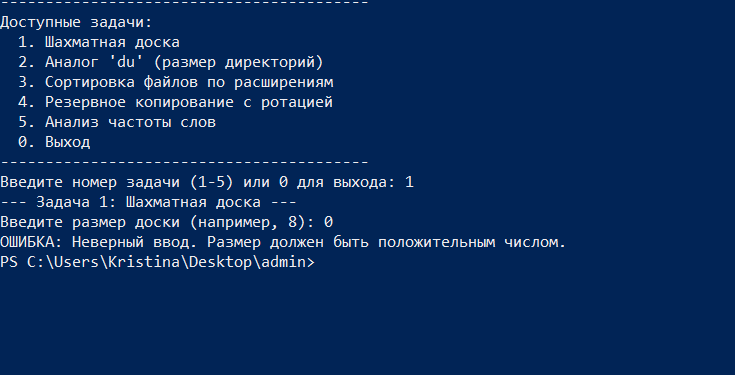 -----------------------------------------
Доступные задачи:
1. Шахматная доска
2. Аналог 'du' (размер директорий)
3. Сортировка файлов по расширениям
4. Резервное копирование с ротацией
5. Анализ частоты слов
0. Выход
-----------------------------------------
Введите номер задачи (1-5) или 0 для выхода: 1
--- Задача 1: Шахматная доска ---
Введите размер доски (например, 8): 0
ОШИБКА: Неверный ввод. Размер должен быть положительным числом.
PS C:\Users\Kristina\Desktop\admin>